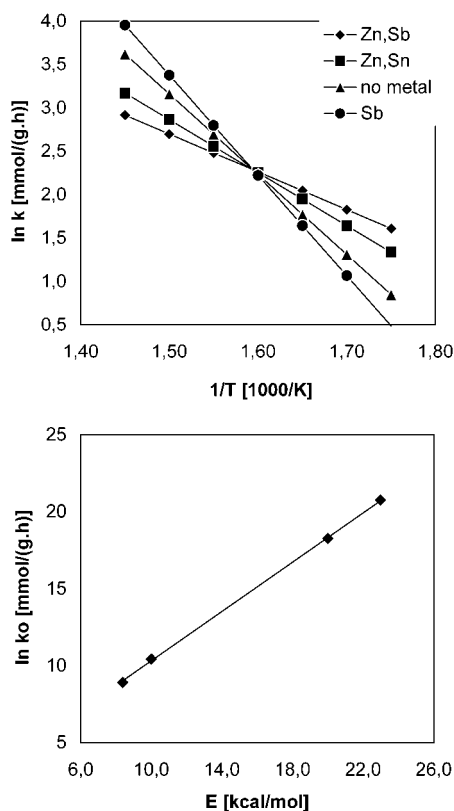 4,0
3,5
3,0
2,5
2,0
1,5
1,0
0,5
ln k [mmol/(g.h)]
Zn,Sb
Zn,Sn
no metal
Sb
1,40 1,50 1,60 1,70 1,80
1/T [1000/K]
25
20
15
10
5
ln ko [mmol/(g.h)]
6,0 10,0 14,0 18,0 22,0 26,0
E [kcal/mol]